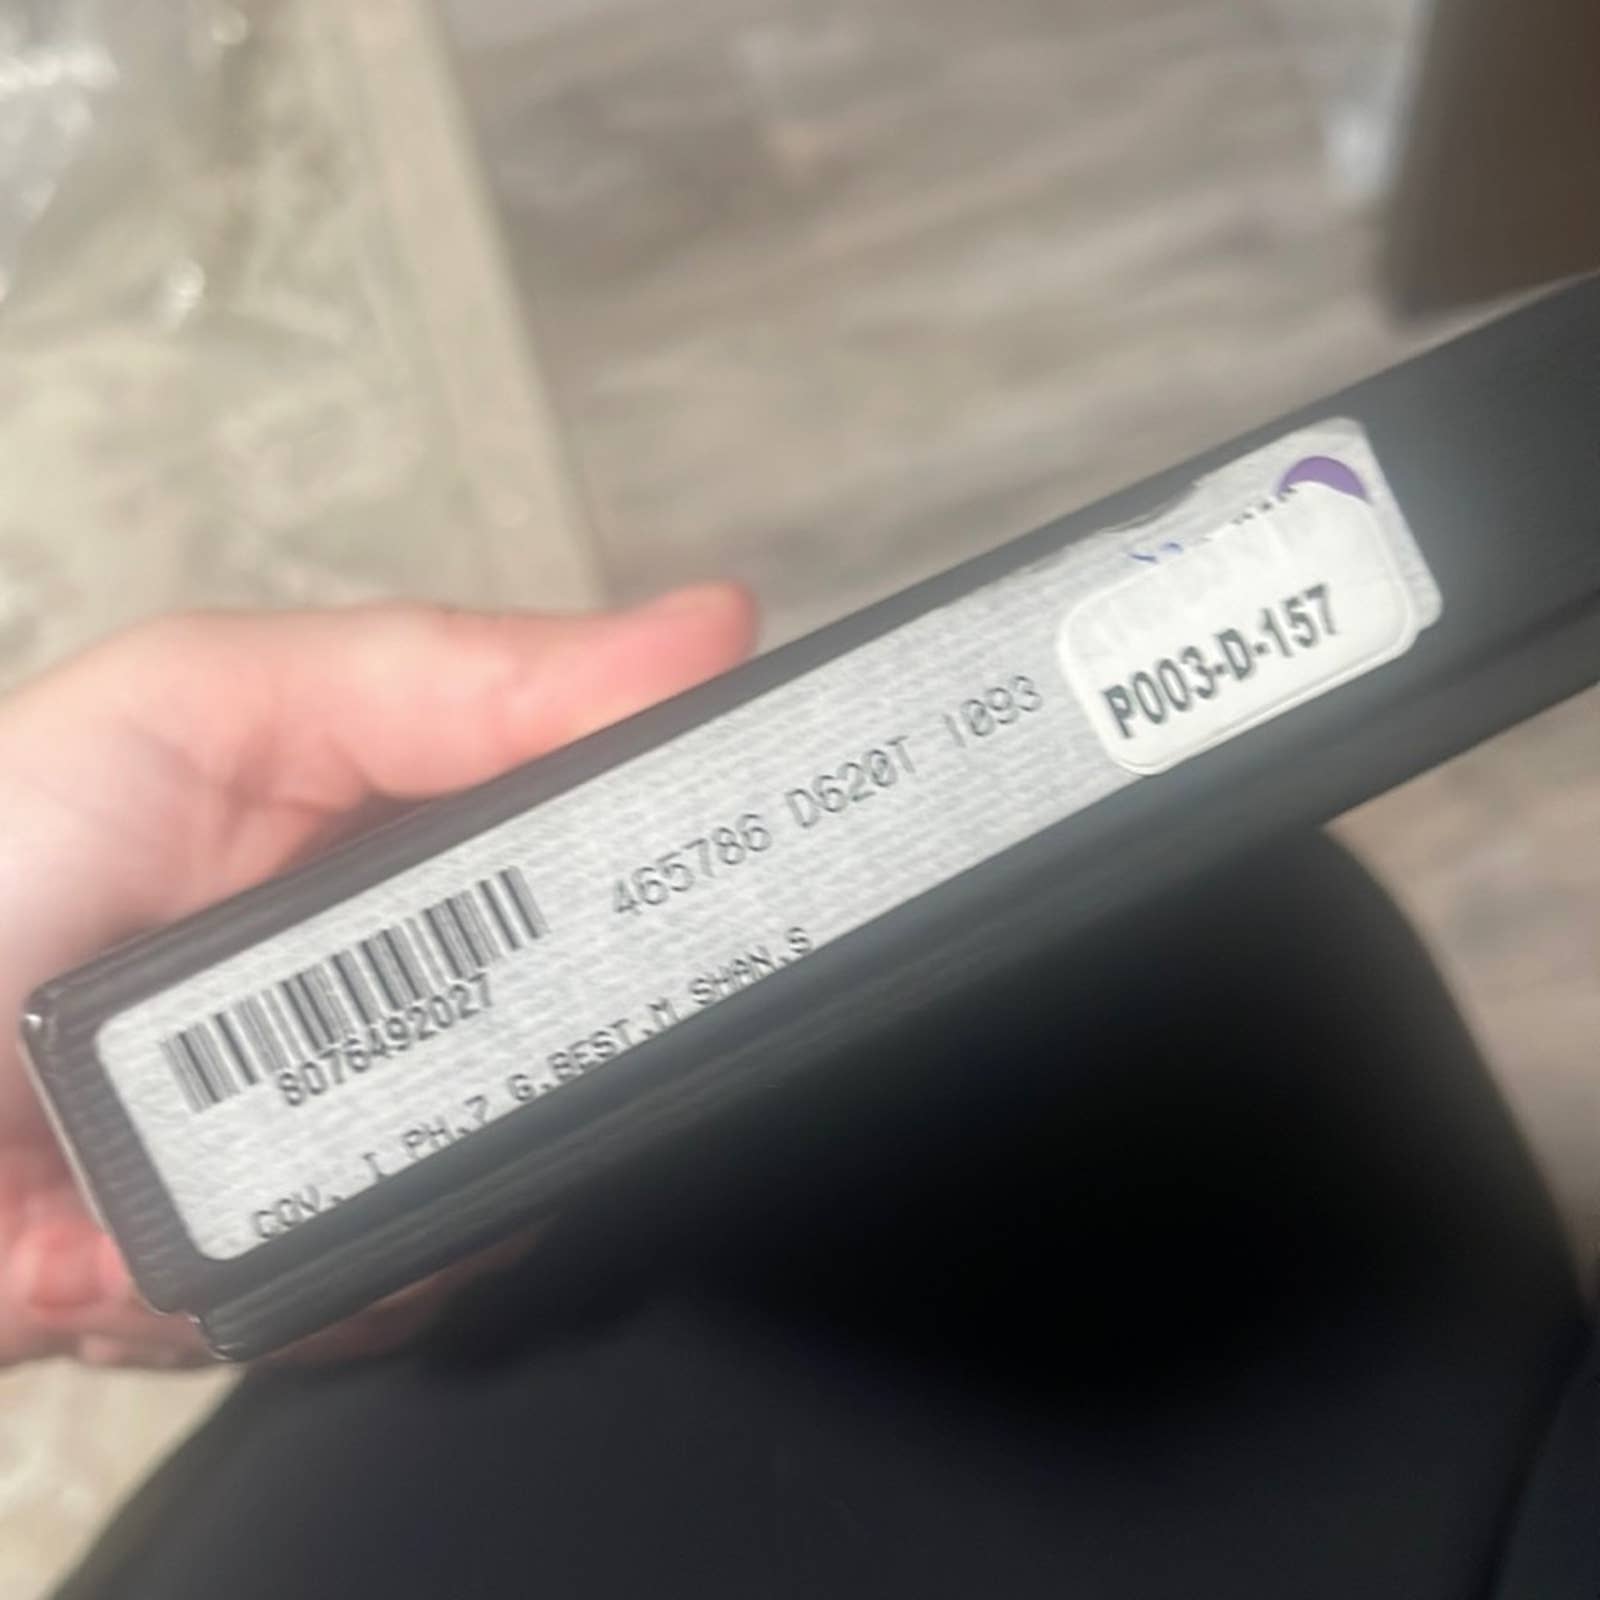 P003-D-157
465786 D620T 1093
8076492027
COV. I PH.7 G.BEST.M SHAN.S